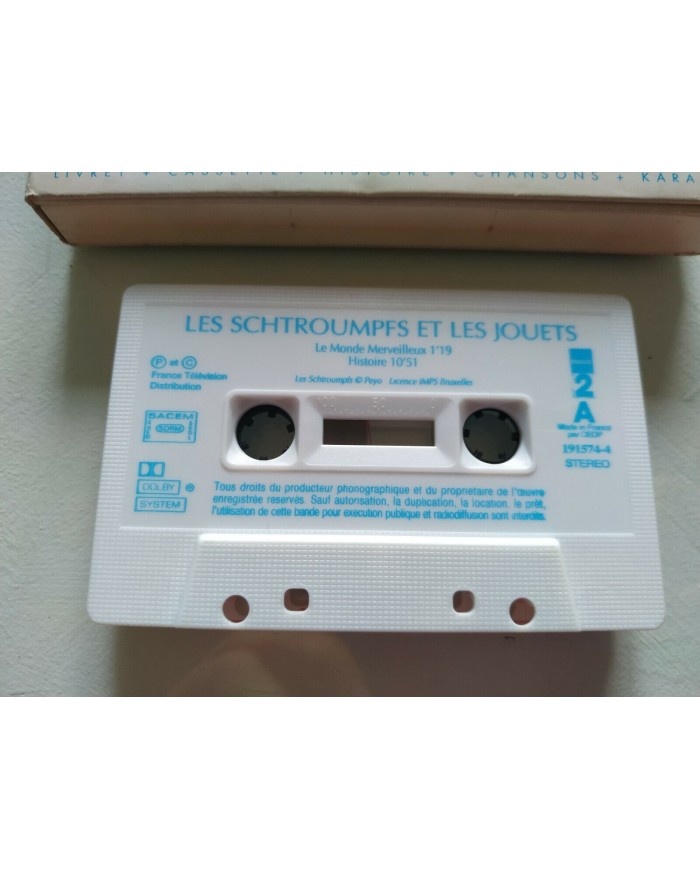 LIVRET + CASSETTE + HISTOIRE + CHANSONS + KARA
LES SCHTROUMPFS ET LES JOUETS
Le Monde Merveilleux 1'19
Histoire 10'51
Les Schtroumpfs © Peyo Licence IMPS Bruxelles
P et C
France Télévision
Distribution
2
A
Made in France
par DEDP
191574-4
STEREO
SACEM
SDRM
DOLBY ®
SYSTEM
Tous droits du producteur phonographique et du propriétaire de l'œuvre
enregistrée réservés. Sauf autorisation, la duplication, la location, le prêt,
l'utilisation de cette bande pour execution publique et radiodiffusion sont interdits.